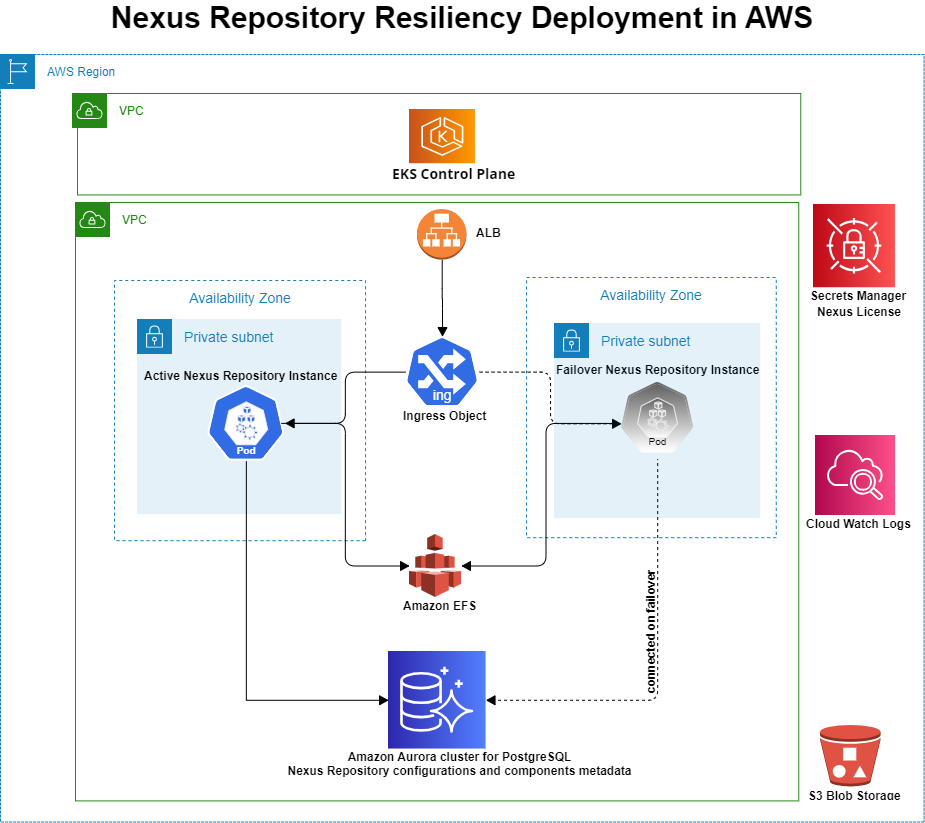 Nexus Repository Resiliency Deployment in AWS
AWS Region
VPC
EKS Control Plane
VPC
ALB
Secrets Manager
Nexus License
Availability Zone
Availability Zone
Private subnet
Private subnet
Active Nexus Repository Instance
Failover Nexus Repository Instance
ing
Ingress Object
Pod
Pod
Cloud Watch Logs
Amazon EFS
connected on failover
Amazon Aurora cluster for PostgreSQL
Nexus Repository configurations and components metadata
S3 Blob Storage